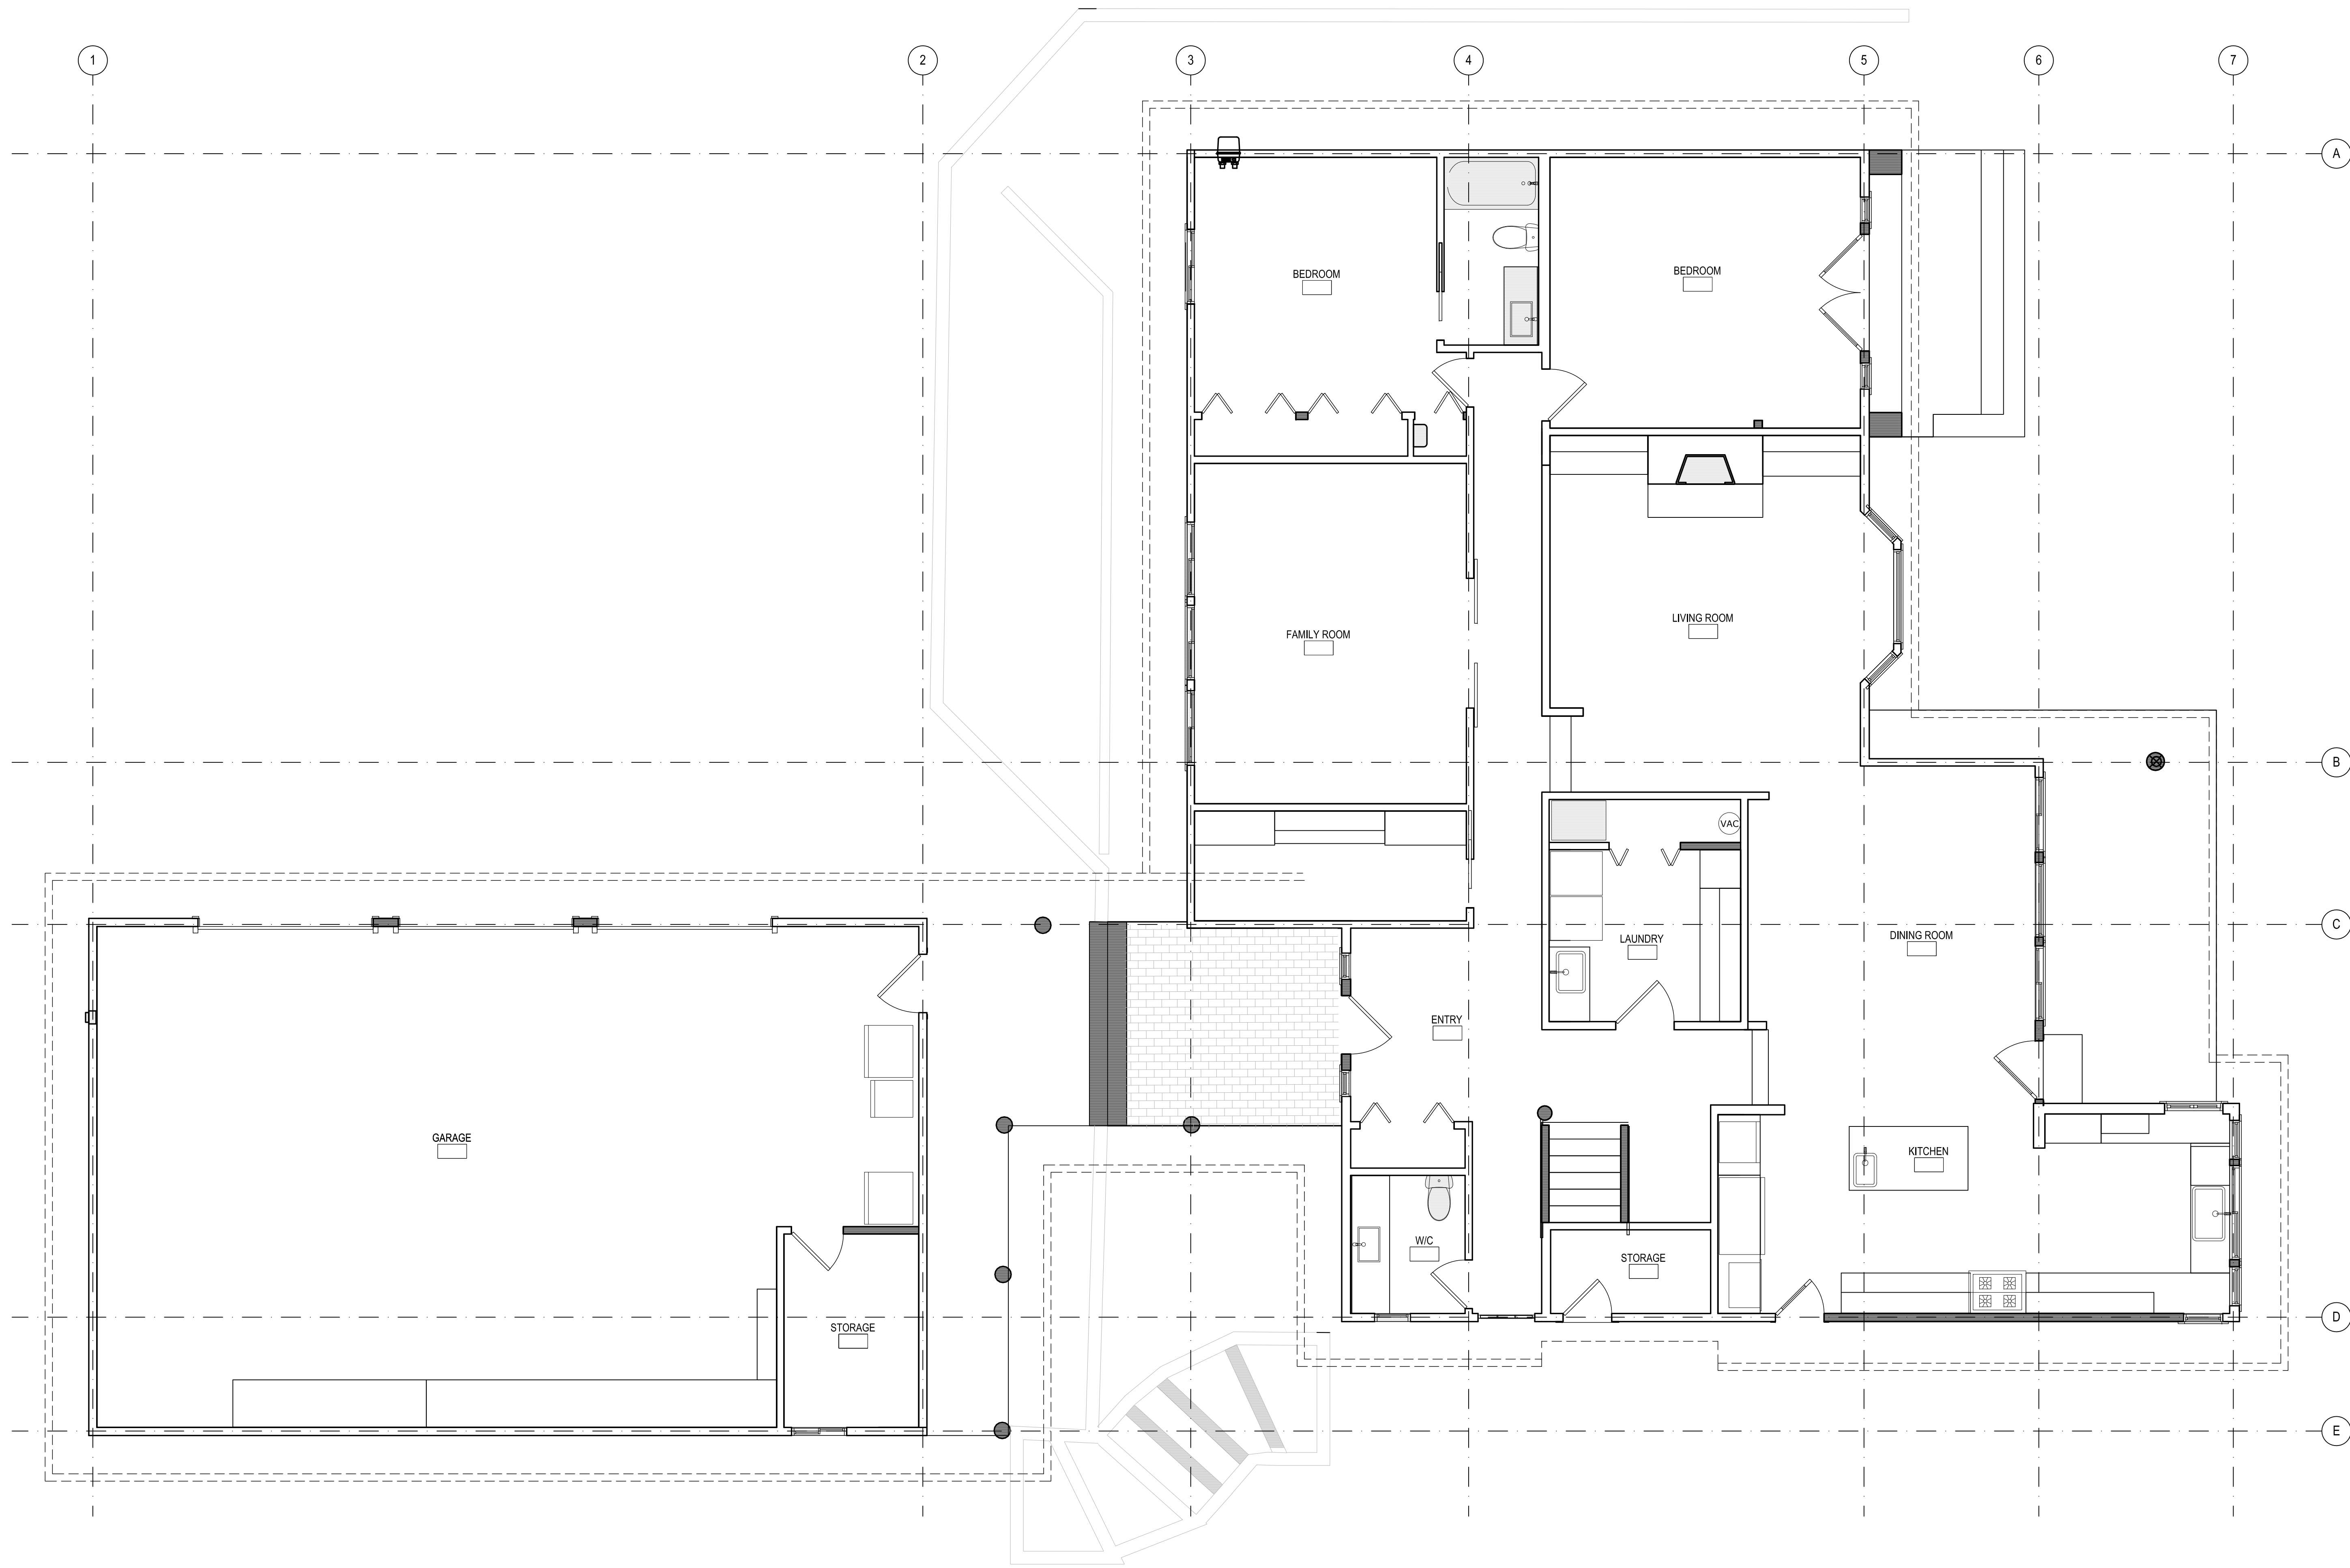 1
2
3
4
5
6
7
A
BEDROOM
BEDROOM
LIVING ROOM
FAMILY ROOM
B
VAC
C
DINING ROOM
LAUNDRY
ENTRY
GARAGE
KITCHEN
W/C
STORAGE
D
STORAGE
E